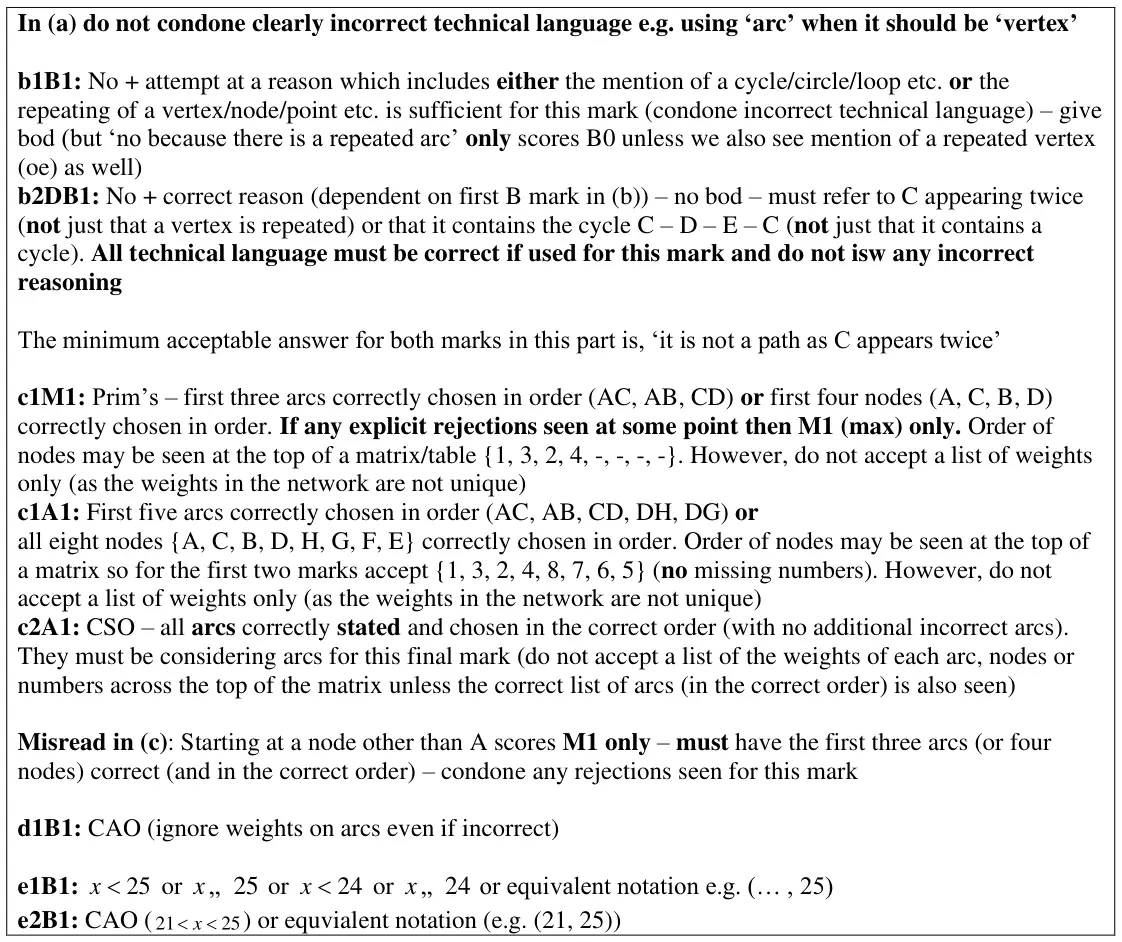 In (a) do not condone clearly incorrect technical language e.g. using ‘arc’ when it should be ‘vertex’
b1B1: No + attempt at a reason which includes either the mention of a cycle/circle/loop etc. or the
repeating of a vertex/node/point etc. is sufficient for this mark (condone incorrect technical language) – give
bod (but ‘no because there is a repeated arc’ only scores B0 unless we also see mention of a repeated vertex
(oe) as well)
b2DB1: No + correct reason (dependent on first B mark in (b)) – no bod – must refer to C appearing twice
(not just that a vertex is repeated) or that it contains the cycle C – D – E – C (not just that it contains a
cycle). All technical language must be correct if used for this mark and do not isw any incorrect
reasoning
The minimum acceptable answer for both marks in this part is, ‘it is not a path as C appears twice’
c1M1: Prim’s – first three arcs correctly chosen in order (AC, AB, CD) or first four nodes (A, C, B, D)
correctly chosen in order. If any explicit rejections seen at some point then M1 (max) only. Order of
nodes may be seen at the top of a matrix/table {1, 3, 2, 4, -, -, -, -}. However, do not accept a list of weights
only (as the weights in the network are not unique)
c1A1: First five arcs correctly chosen in order (AC, AB, CD, DH, DG) or
all eight nodes {A, C, B, D, H, G, F, E} correctly chosen in order. Order of nodes may be seen at the top of
a matrix so for the first two marks accept {1, 3, 2, 4, 8, 7, 6, 5} (no missing numbers). However, do not
accept a list of weights only (as the weights in the network are not unique)
c2A1: CSO – all arcs correctly stated and chosen in the correct order (with no additional incorrect arcs).
They must be considering arcs for this final mark (do not accept a list of the weights of each arc, nodes or
numbers across the top of the matrix unless the correct list of arcs (in the correct order) is also seen)
Misread in (c): Starting at a node other than A scores M1 only – must have the first three arcs (or four
nodes) correct (and in the correct order) – condone any rejections seen for this mark
d1B1: CAO (ignore weights on arcs even if incorrect)
e1B1: x < 25 or x ,, 25 or x < 24 or x ,, 24 or equivalent notation e.g. (… , 25)
e2B1: CAO ( 21 < x < 25 ) or equvialent notation (e.g. (21, 25))